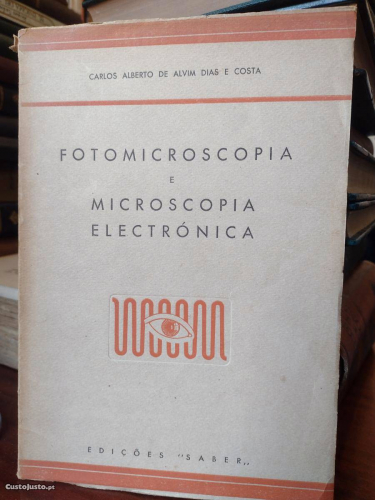 CARLOS ALBERTO DE ALVIM DIAS E COSTA
FOTOMICROSCOPIA
E
MICROSCOPIA
ELECTRÓNICA
EDIÇÕES "SABER„
CustoJusto.pt